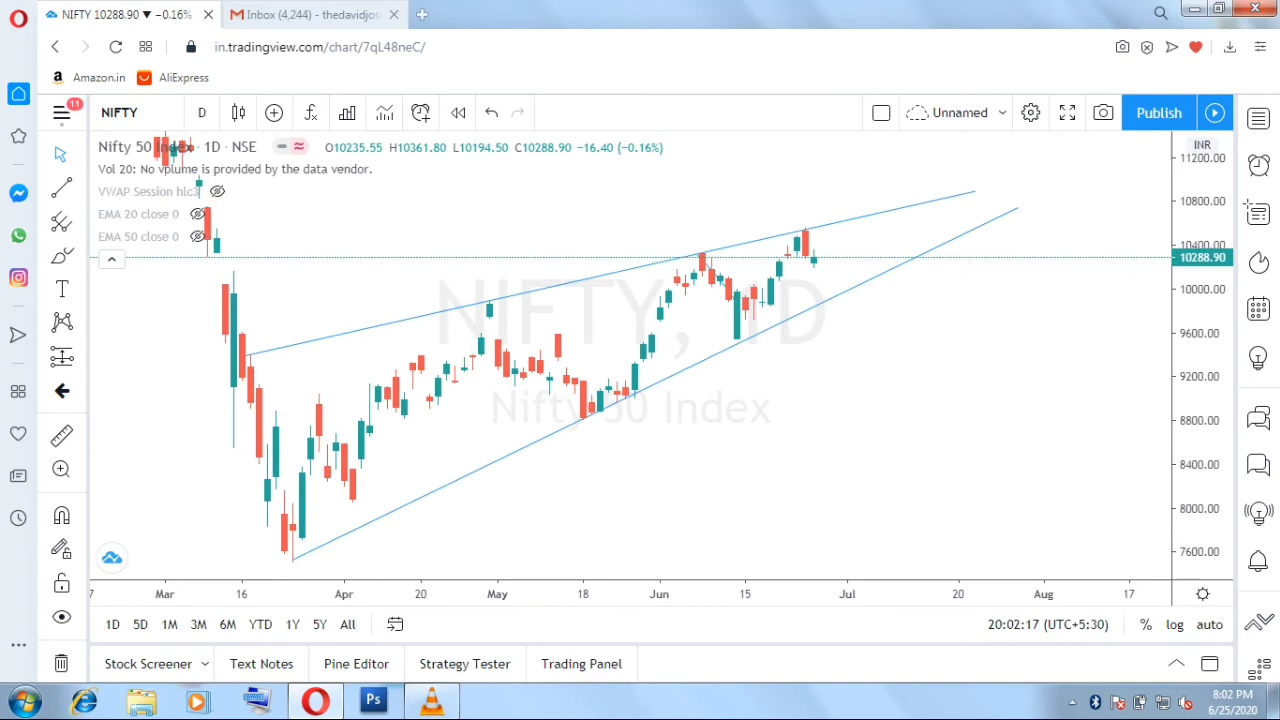 NIFTY 10288.90 ▼ −0.16%
Inbox (4,244) - thedavidjos
in.tradingview.com/chart/7qL48neC/
Amazon.in AliExpress
11 NIFTY D Unnamed Publish
Nifty 50 Index · 1D · NSE O10235.55 H10361.80 L10194.50 C10288.90 −16.40 (−0.16%) INR
Vol 20: No volume is provided by the data vendor.
VWAP Session hlc3
EMA 20 close 0
EMA 50 close 0
NIFTY, 1D
Nifty 50 Index
11200.00
10800.00
10400.00
10288.90
10000.00
9600.00
9200.00
8800.00
8400.00
8000.00
7600.00
7 Mar 16 Apr 20 May 18 Jun 15 Jul 20 Aug 17
1D 5D 1M 3M 6M YTD 1Y 5Y All 20:02:17 (UTC+5:30) % log auto
Stock Screener Text Notes Pine Editor Strategy Tester Trading Panel
Ps
8:02 PM
6/25/2020